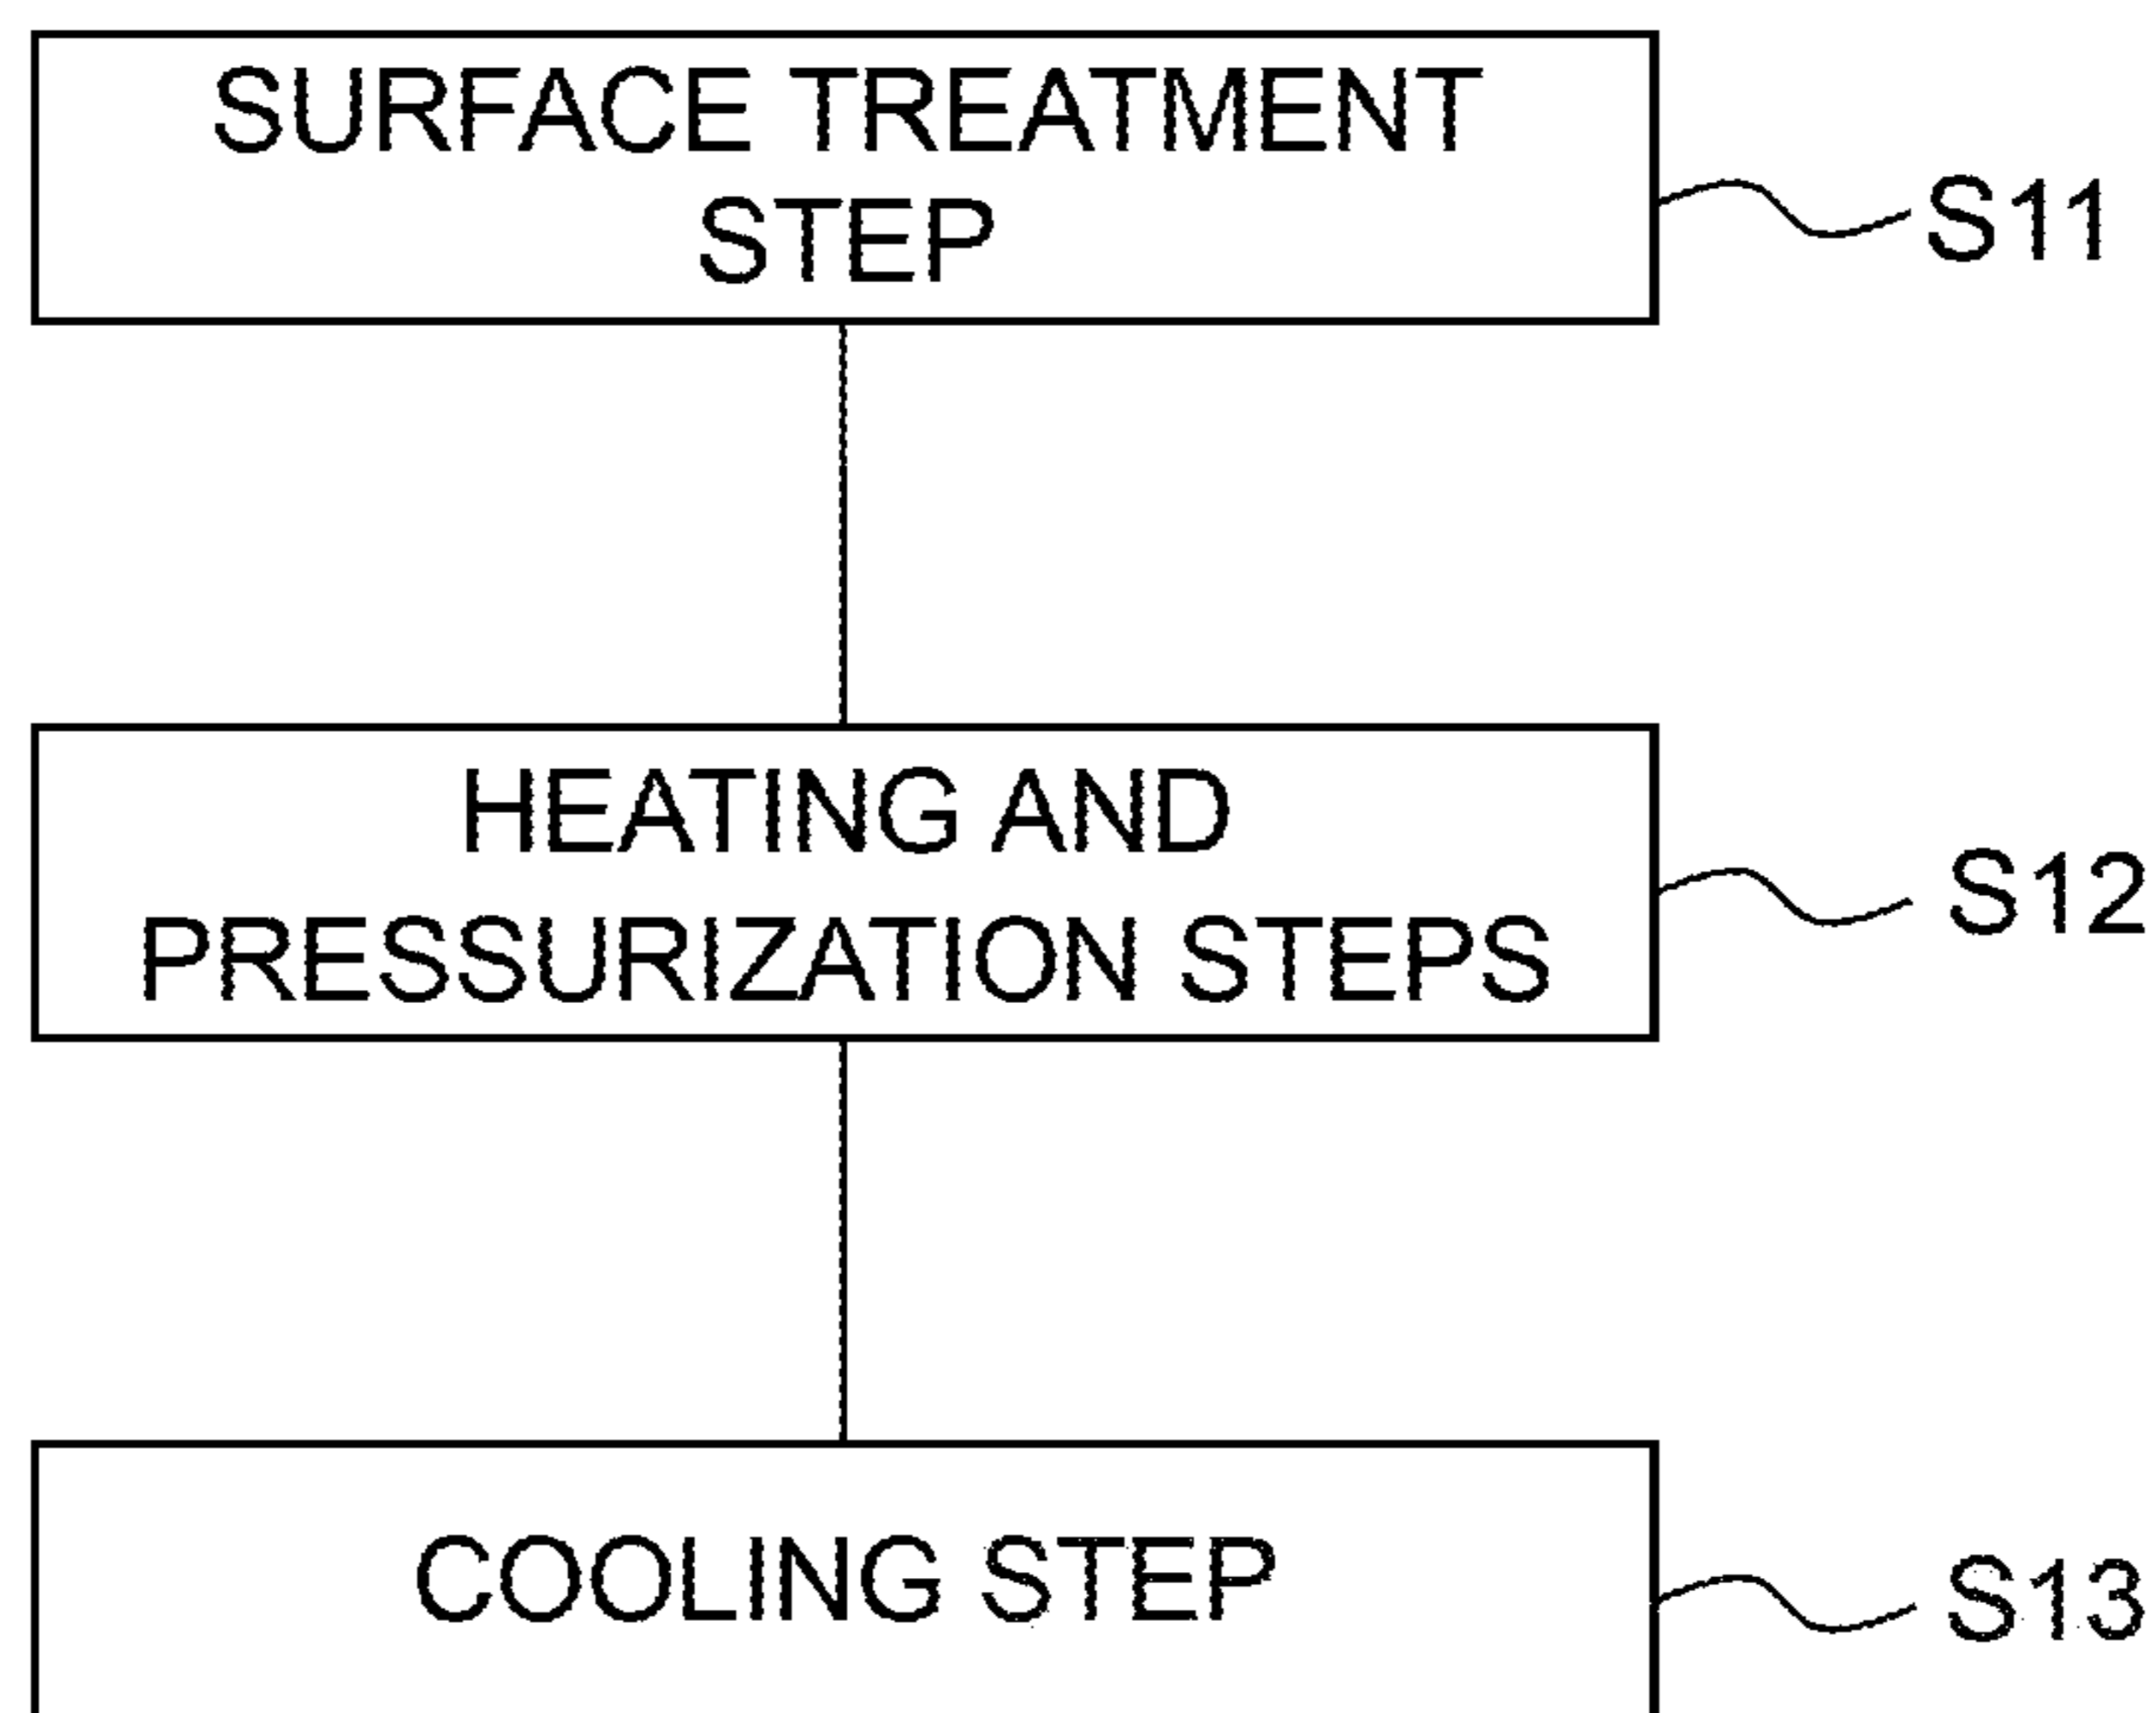 SURFACE TREATMENT
STEP
S11
HEATING AND
PRESSURIZATION STEPS
S12
COOLING STEP
S13